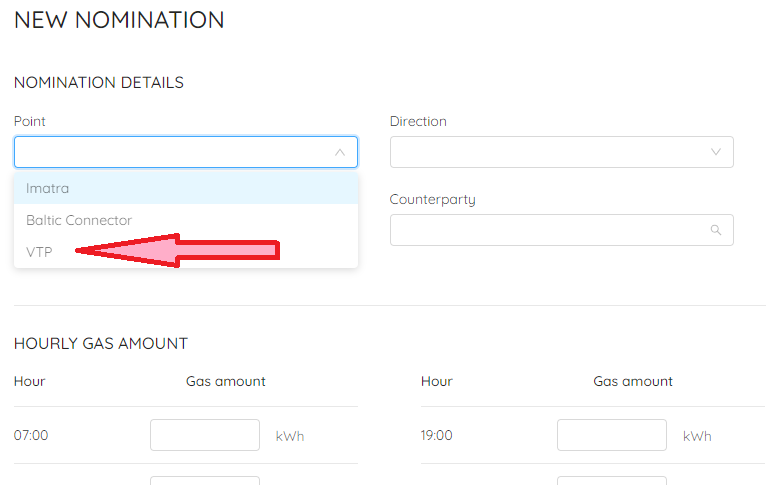 NEW NOMINATION
NOMINATION DETAILS
Point
Direction
Imatra
Baltic Connector
VTP
Counterparty
HOURLY GAS AMOUNT
Hour Gas amount Hour Gas amount
07:00 kWh 19:00 kWh